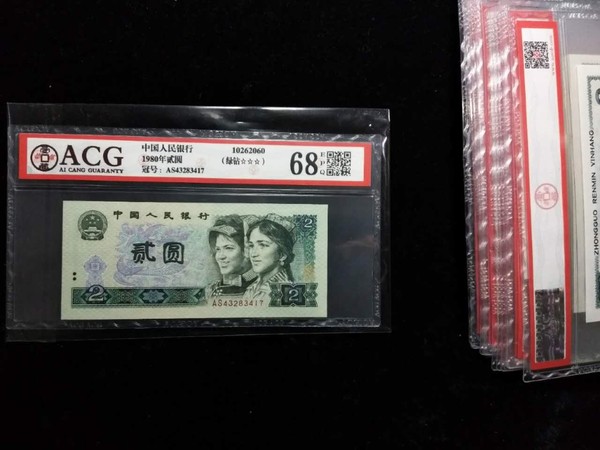 ACG
AI CANG GUARANTY
中国人民银行
1980年贰圆
冠号: AS43283417
10262060
(绿钻☆☆☆)
68
EPQ
中国人民银行
2
贰圆
2
AS43283417
2
ZHONGGUO RENMIN YINHANG